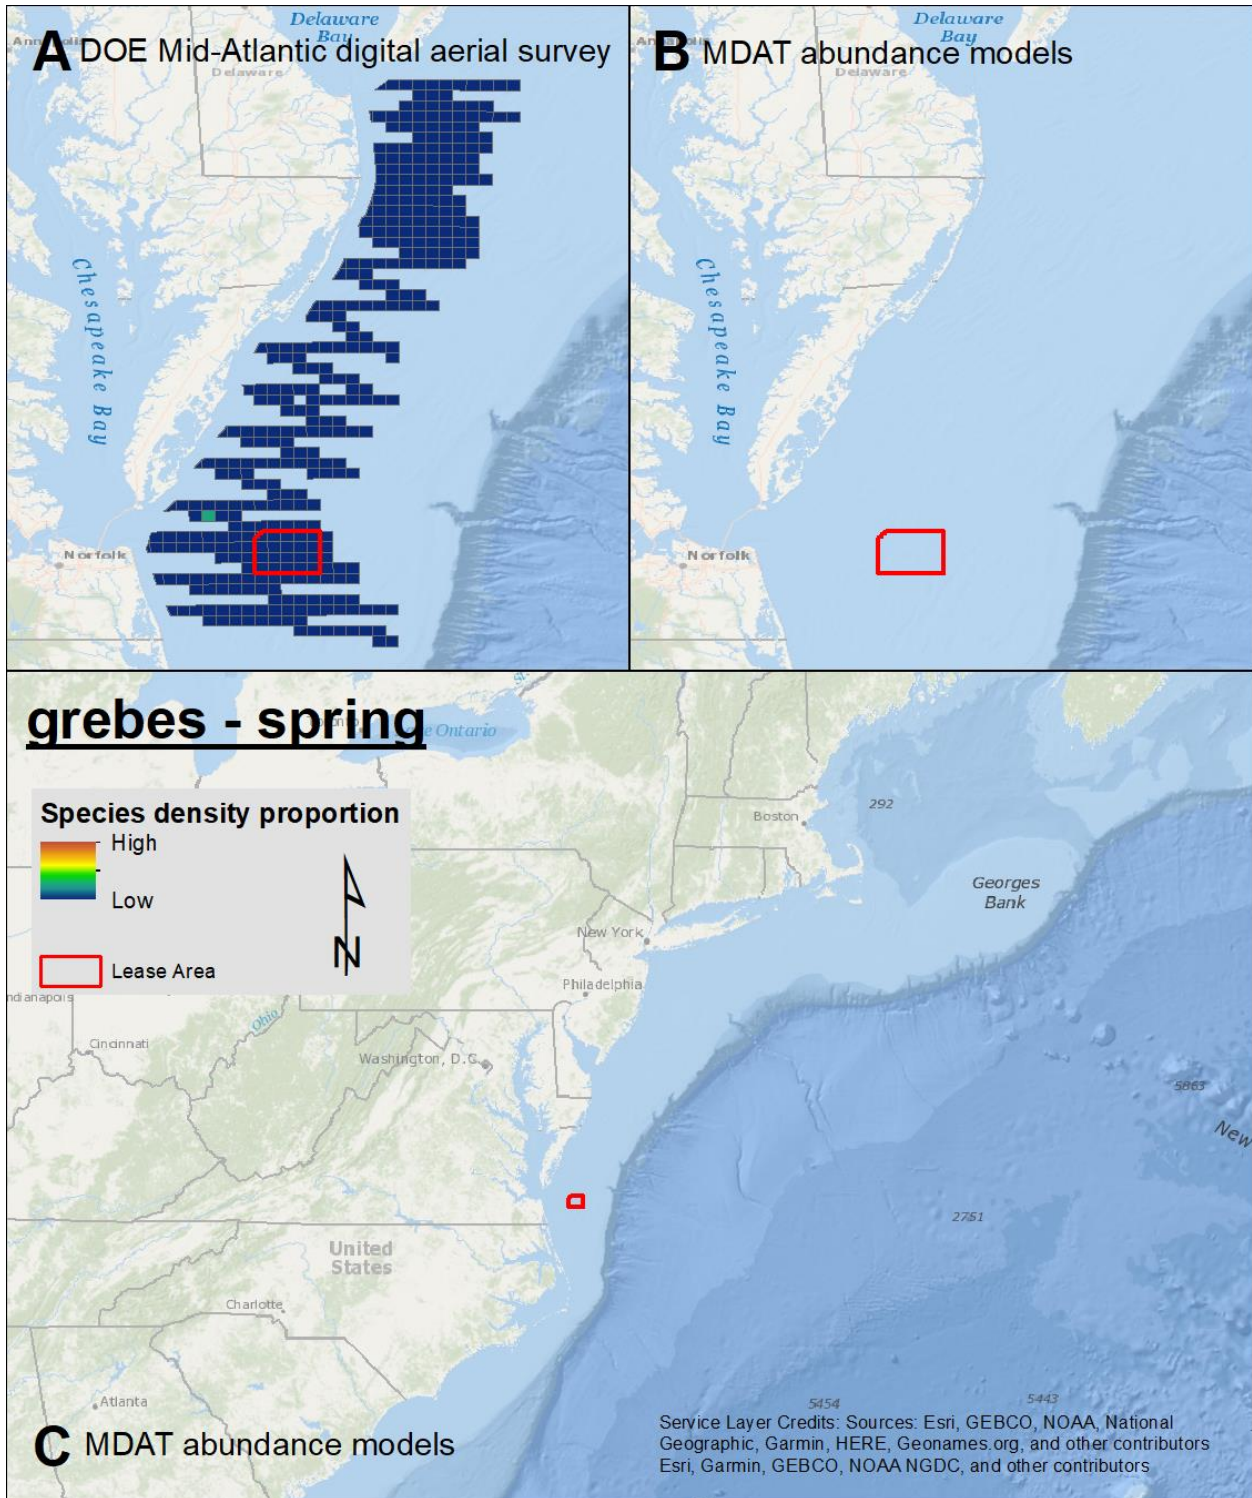 Delaware
Bay
A DOE Mid-Atlantic digital aerial survey
Delaware
Chesapeake Bay
Norfolk
Delaware
Bay
B MDAT abundance models
Delaware
Chesapeake Bay
Norfolk
grebes - spring
Ontario
Species density proportion
High
Low
N
Lease Area
292
Boston
Georges
Bank
New York
Philadelphia
ndianapolis
Ohio
Cincinnati
Washington, D.C.
5863
New
2751
United
States
Charlotte
Atlanta
5454
5443
C MDAT abundance models
Service Layer Credits: Sources: Esri, GEBCO, NOAA, National
Geographic, Garmin, HERE, Geonames.org, and other contributors
Esri, Garmin, GEBCO, NOAA NGDC, and other contributors